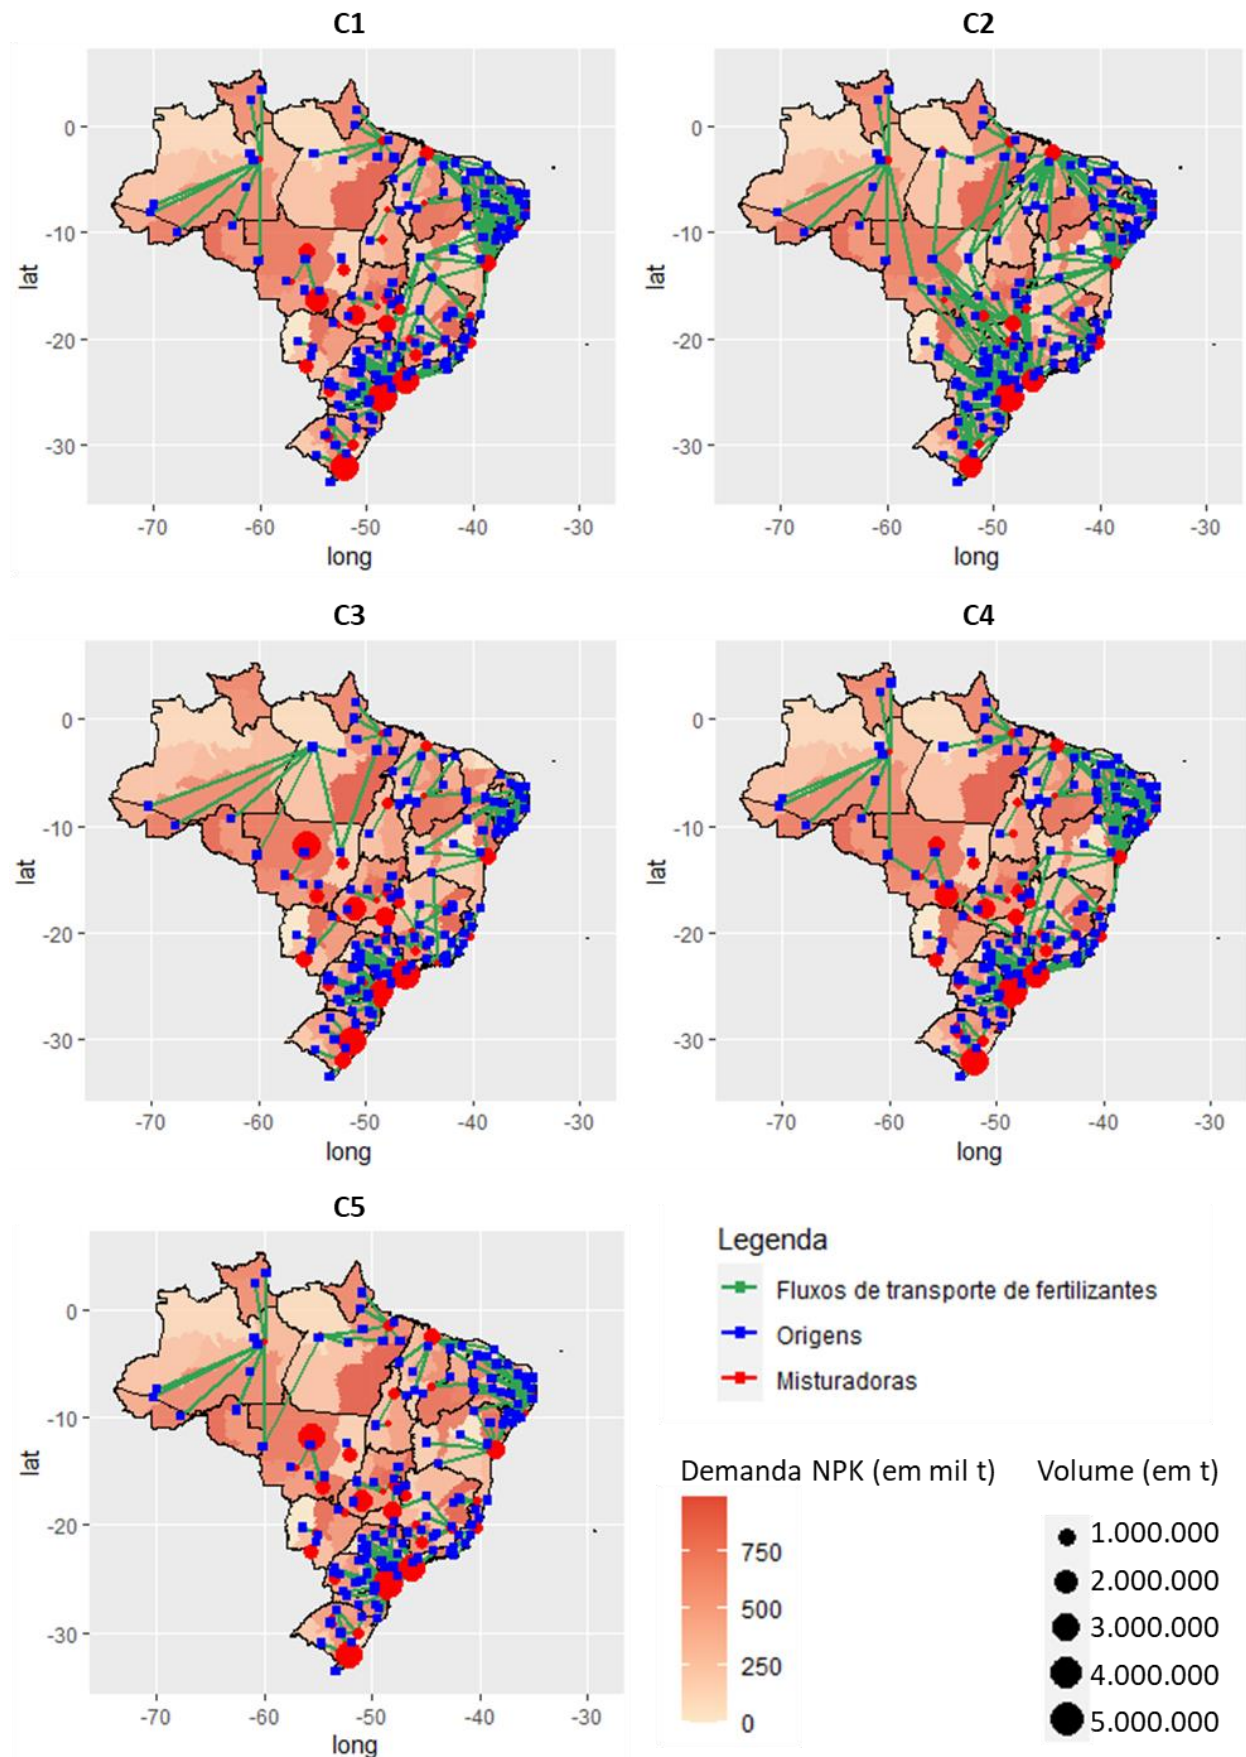 C1
C2
0
-10
-20
-30
lat
-70
-60
-50
-40
-30
long
0
-10
-20
-30
lat
-70
-60
-50
-40
-30
long
C3
C4
0
-10
-20
-30
lat
-70
-60
-50
-40
-30
long
0
-10
-20
-30
lat
-70
-60
-50
-40
-30
long
C5
0
-10
-20
-30
lat
-70
-60
-50
-40
-30
long
Legenda
Fluxos de transporte de fertilizantes
Origens
Misturadoras
Demanda NPK (em mil t)
750
500
250
0
Volume (em t)
1.000.000
2.000.000
3.000.000
4.000.000
5.000.000